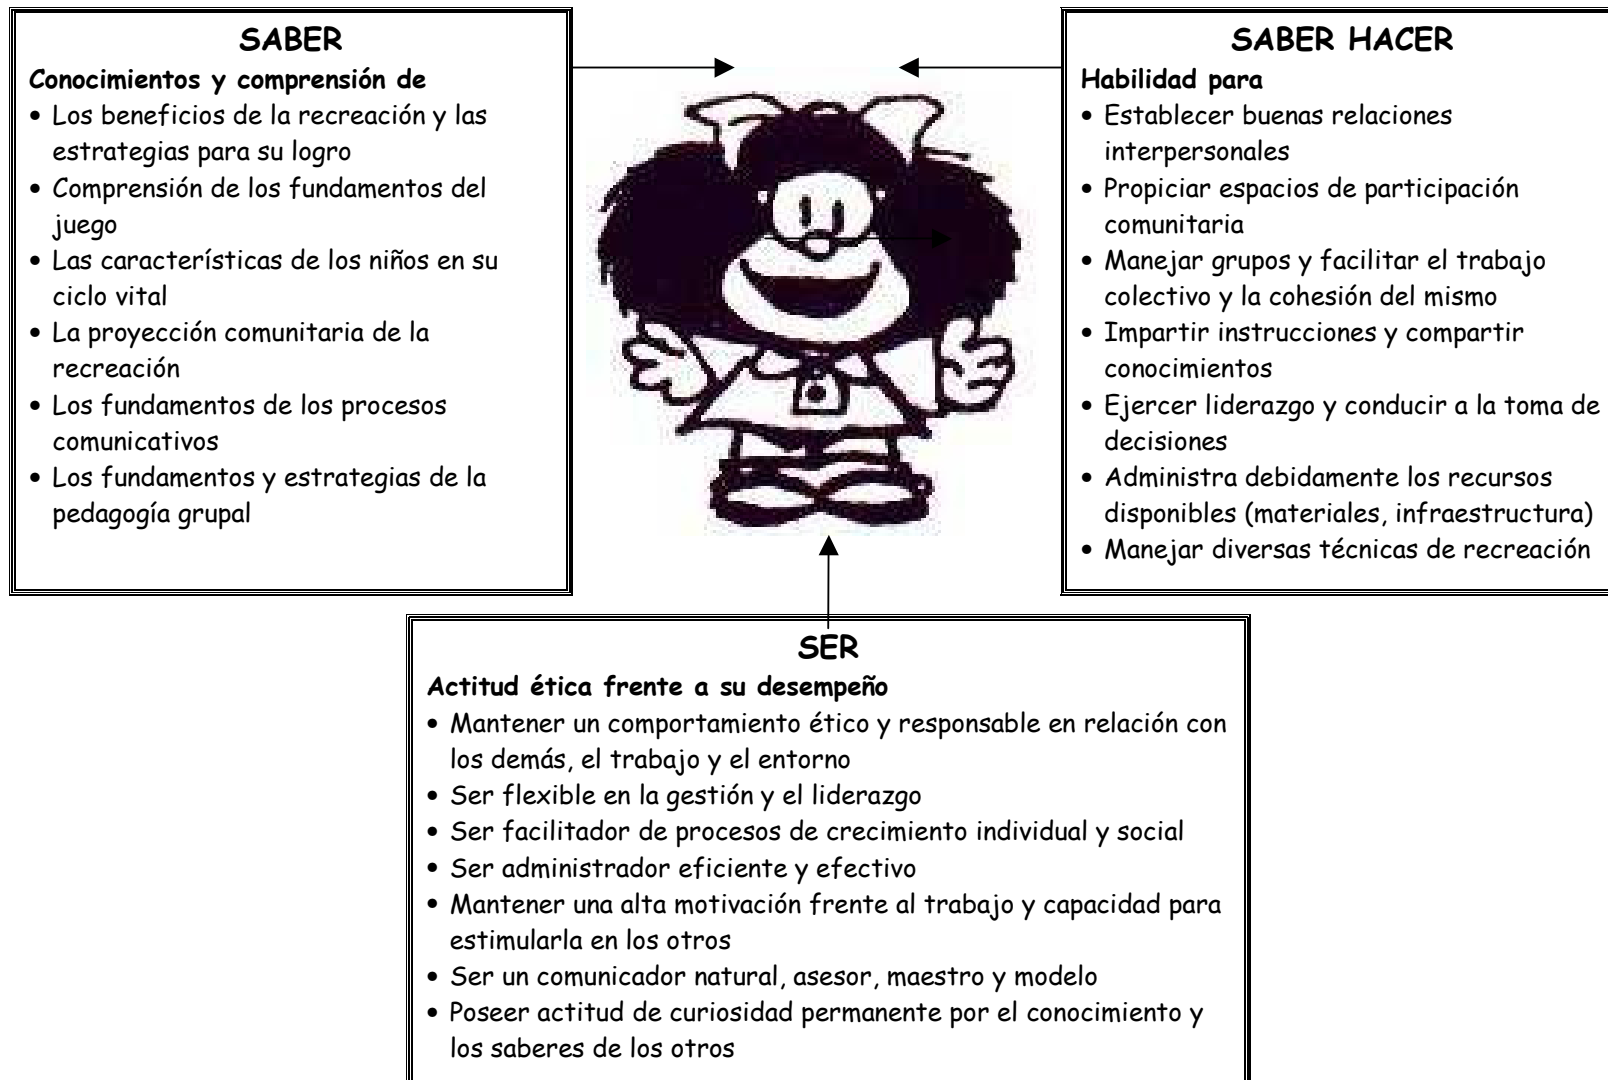 SABER
Conocimientos y comprensión de
• Los beneficios de la recreación y las
estrategias para su logro
• Comprensión de los fundamentos del
juego
• Las características de los niños en su
ciclo vital
• La proyección comunitaria de la
recreación
• Los fundamentos de los procesos
comunicativos
• Los fundamentos y estrategias de la
pedagogía grupal
SABER HACER
Habilidad para
• Establecer buenas relaciones
interpersonales
• Propiciar espacios de participación
comunitaria
• Manejar grupos y facilitar el trabajo
colectivo y la cohesión del mismo
• Impartir instrucciones y compartir
conocimientos
• Ejercer liderazgo y conducir a la toma de
decisiones
• Administra debidamente los recursos
disponibles (materiales, infraestructura)
• Manejar diversas técnicas de recreación
SER
Actitud ética frente a su desempeño
• Mantener un comportamiento ético y responsable en relación con
los demás, el trabajo y el entorno
• Ser flexible en la gestión y el liderazgo
• Ser facilitador de procesos de crecimiento individual y social
• Ser administrador eficiente y efectivo
• Mantener una alta motivación frente al trabajo y capacidad para
estimularla en los otros
• Ser un comunicador natural, asesor, maestro y modelo
• Poseer actitud de curiosidad permanente por el conocimiento y
los saberes de los otros